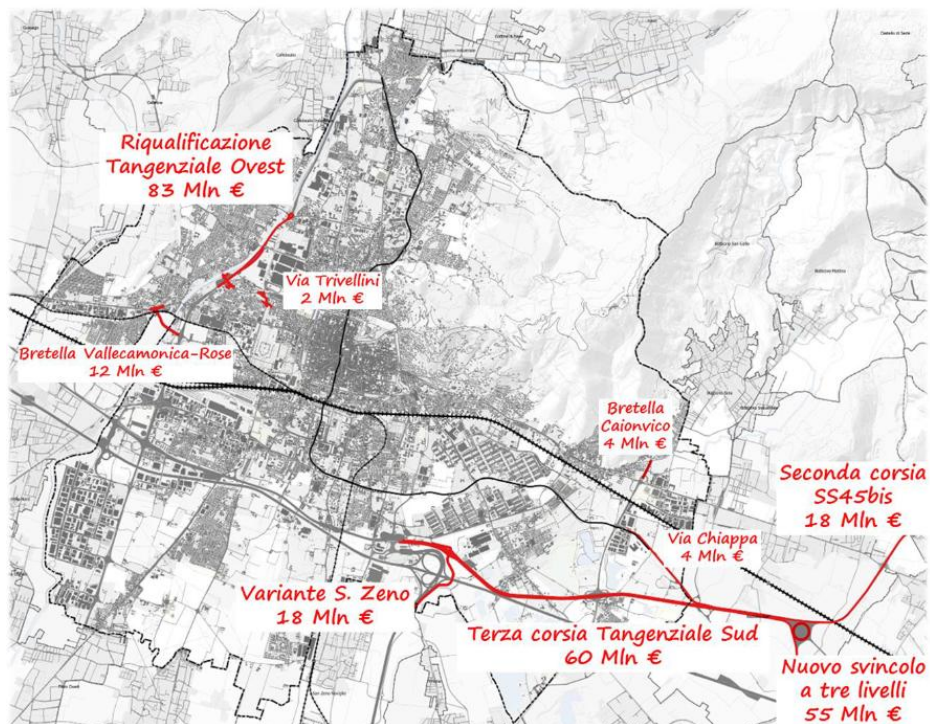 Riqualificazione
Tangenziale Ovest
83 Mln €
Via Trivellini
2 Mln €
Bretella Vallecamonica-Rose
12 Mln €
Bretella
Caionvico
4 Mln €
Seconda corsia
SS45bis
18 Mln €
Via Chiappa
4 Mln €
Variante S. Zeno
18 Mln €
Terza corsia Tangenziale Sud
60 Mln €
Nuovo svincolo
a tre livelli
55 Mln €